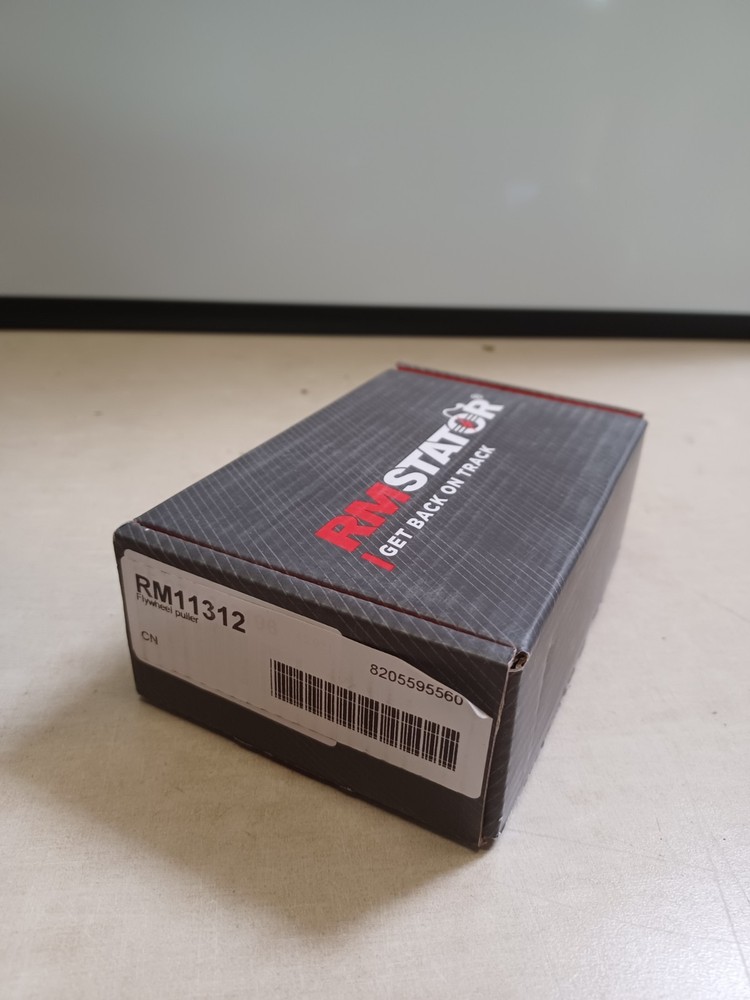 RMSTATOR®
GET BACK ON TRACK
RM11312
Flywheel puller
CN
8205595560